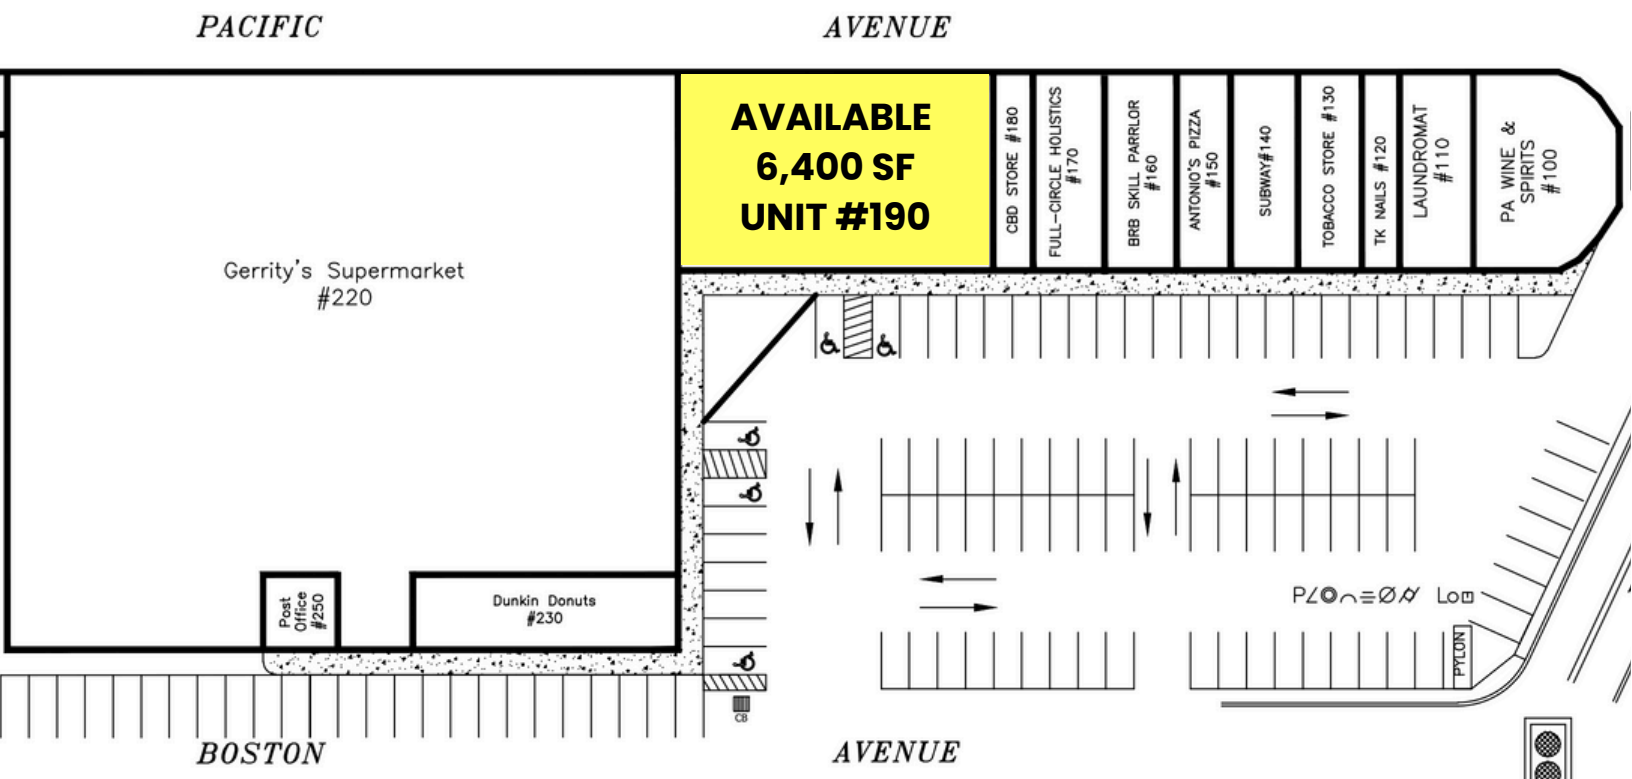 PACIFIC AVENUE
AVAILABLE
6,400 SF
UNIT #190
CBD STORE #180
FULL-CIRCLE HOLISTICS
#170
BRB SKILL PARRLOR
#160
ANTONIO'S PIZZA
#150
SUBWAY#140
TOBACCO STORE #130
TK NAILS #120
LAUNDROMAT
#110
PA WINE &
SPIRITS
#100
Gerrity's Supermarket
#220
Post
Office
#250
Dunkin Donuts
#230
PYLON
CB
BOSTON AVENUE